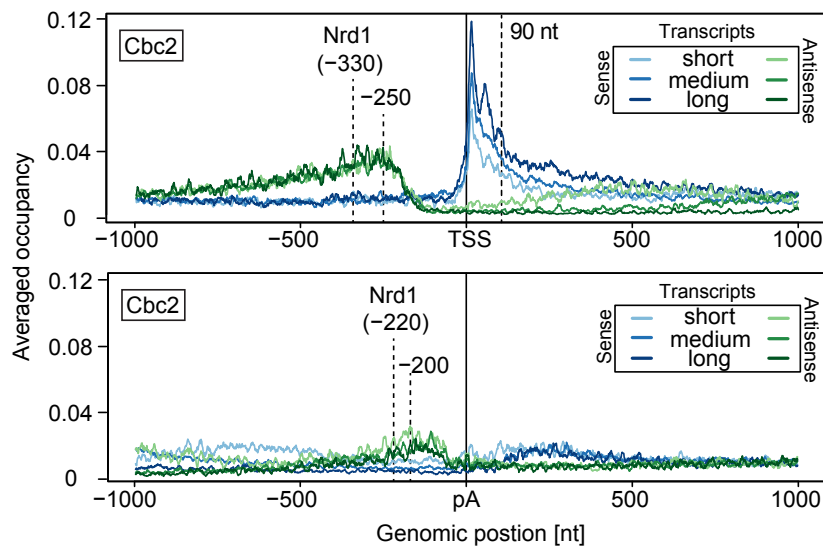 Averaged occupancy
0.12
0.08
0.04
0
Cbc2
Nrd1
(−330)
−250
90 nt
Transcripts
Sense
short
medium
long
Antisense
−1000
−500
TSS
500
1000
0.12
0.08
0.04
0
Cbc2
Nrd1
(−220)
−200
Transcripts
Sense
short
medium
long
Antisense
−1000
−500
pA
500
1000
Genomic postion [nt]